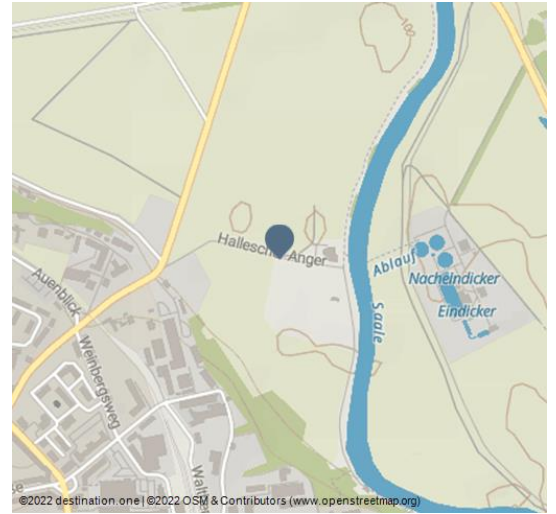 100
Hallescher Anger
Ablauf
Nacheindicker
Eindicker
Saale
Auenblick
Weinbergsweg
©2022 destination.one | ©2022 OSM & Contributors (www.openstreetmap.org)